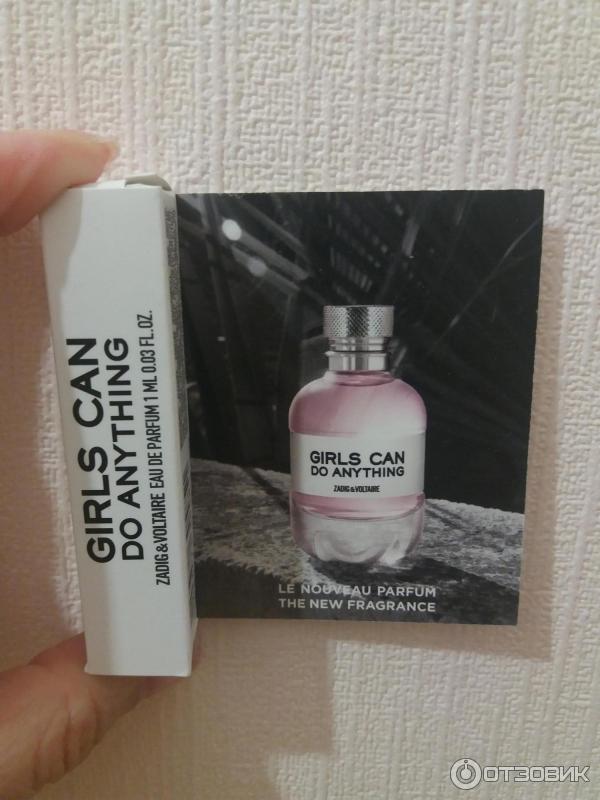 GIRLS CAN
DO ANYTHING
ZADIG&VOLTAIRE EAU DE PARFUM 1 ML 0.03 FL.OZ.
GIRLS CAN
DO ANYTHING
ZADIG&VOLTAIRE
LE NOUVEAU PARFUM
THE NEW FRAGRANCE
ОТЗОВИК